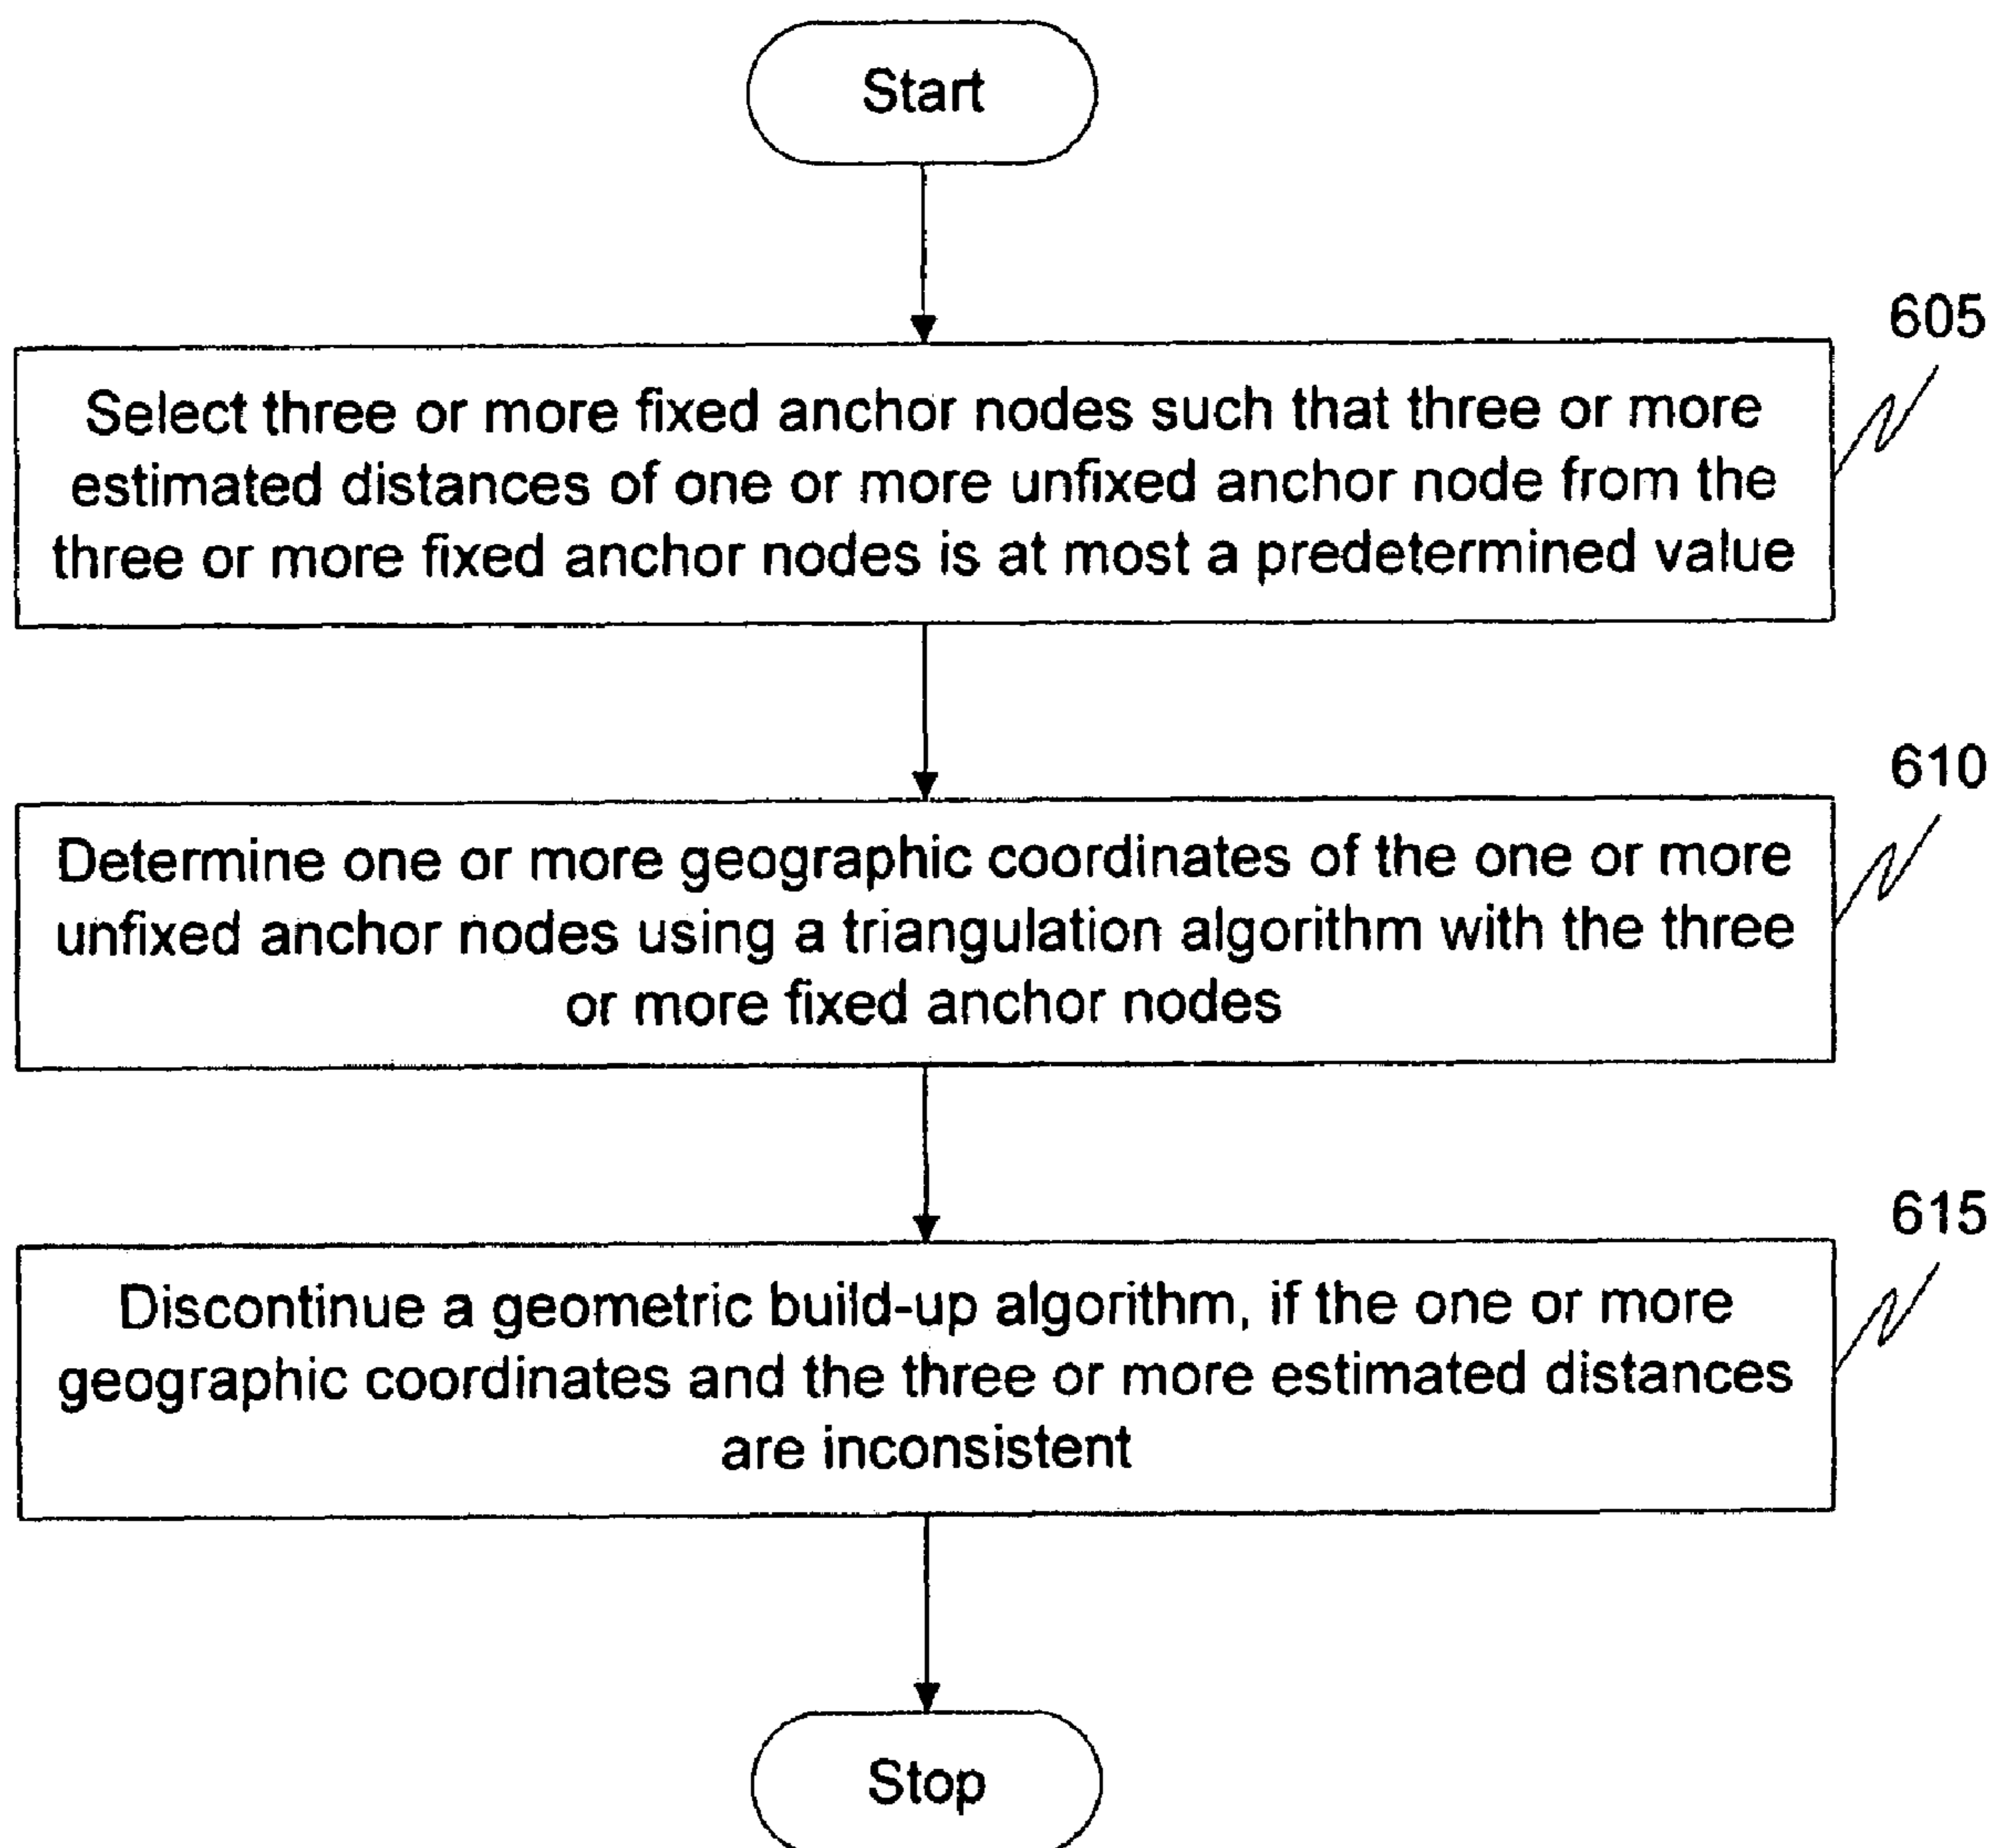 Start
605
Select three or more fixed anchor nodes such that three or more
estimated distances of one or more unfixed anchor node from the
three or more fixed anchor nodes is at most a predetermined value
610
Determine one or more geographic coordinates of the one or more
unfixed anchor nodes using a triangulation algorithm with the three
or more fixed anchor nodes
615
Discontinue a geometric build-up algorithm, if the one or more
geographic coordinates and the three or more estimated distances
are inconsistent
Stop